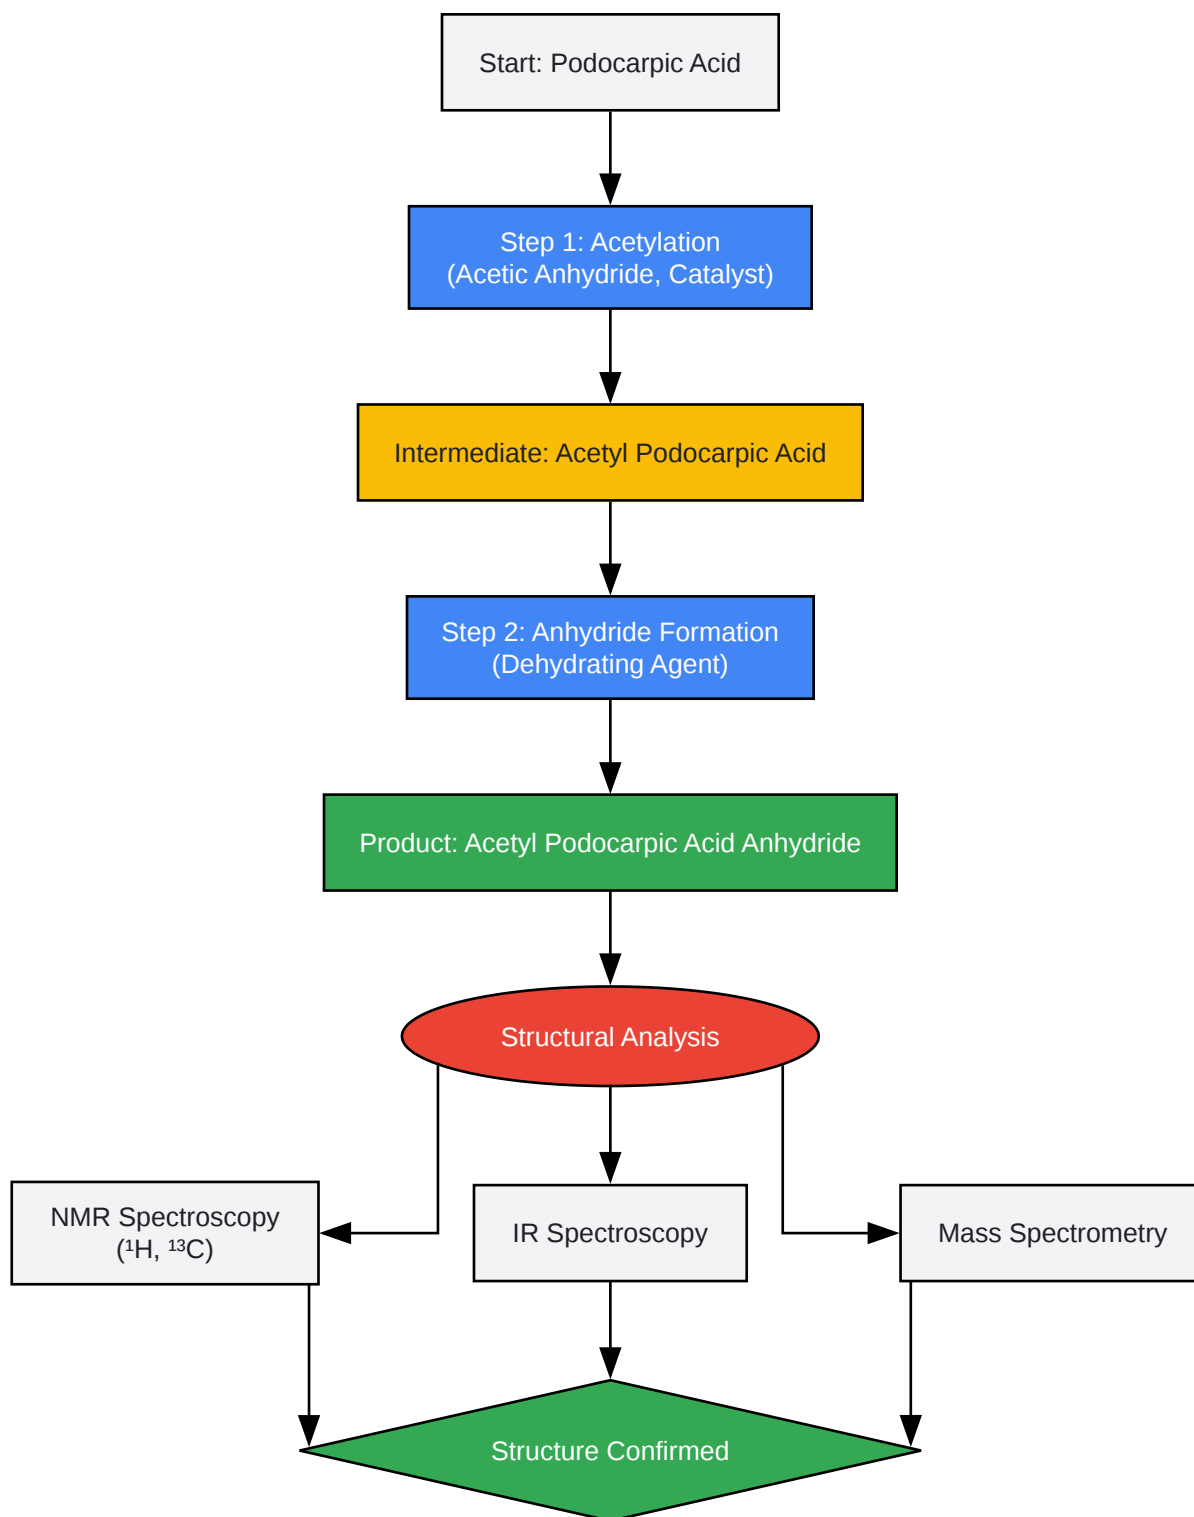 Start: Podocarpic Acid
Step 1: Acetylation
(Acetic Anhydride, Catalyst)
Intermediate: Acetyl Podocarpic Acid
Step 2: Anhydride Formation
(Dehydrating Agent)
Product: Acetyl Podocarpic Acid Anhydride
Structural Analysis
NMR Spectroscopy
(¹H, ¹³C)
IR Spectroscopy
Mass Spectrometry
Structure Confirmed